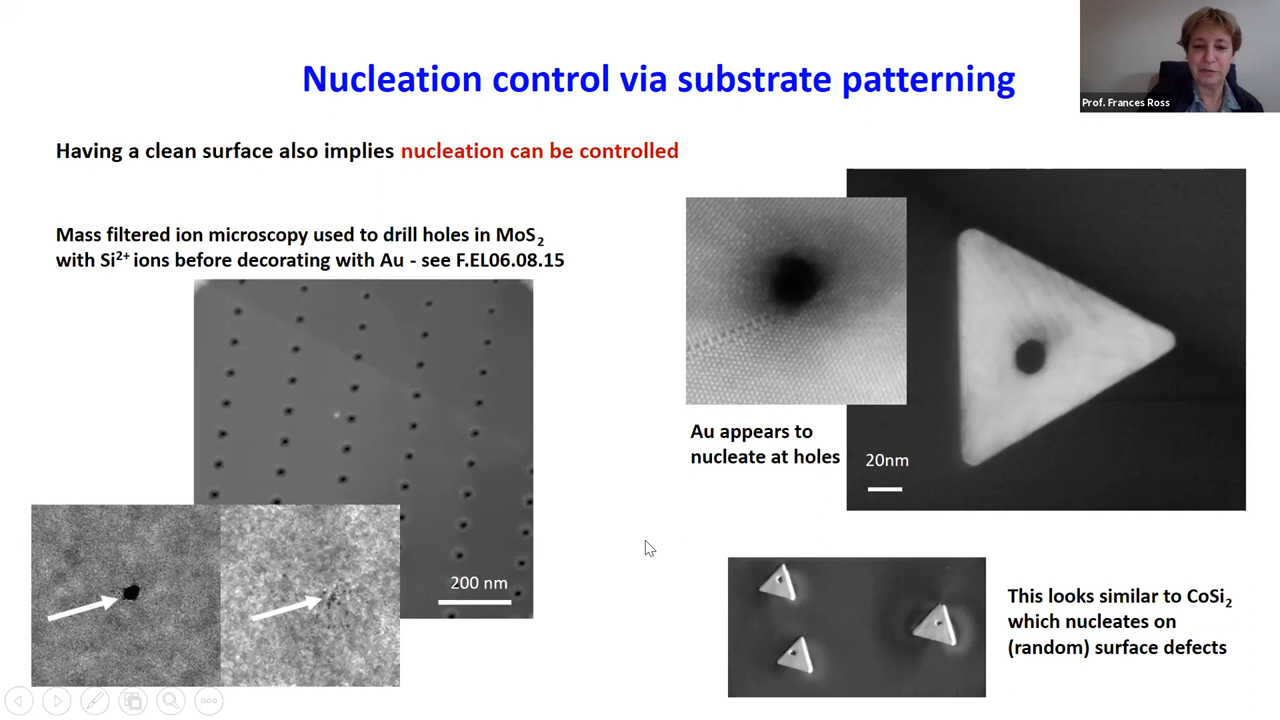 Nucleation control via substrate patterning
Prof. Frances Ross
Having a clean surface also implies nucleation can be controlled
Mass filtered ion microscopy used to drill holes in MoS₂
with Si²⁺ ions before decorating with Au - see F.EL06.08.15
200 nm
Au appears to
nucleate at holes
20nm
This looks similar to CoSi₂
which nucleates on
(random) surface defects